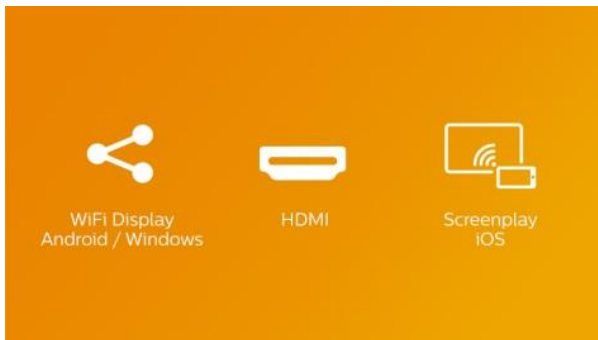 WiFi Display
Android / Windows
HDMI
Screenplay
iOS